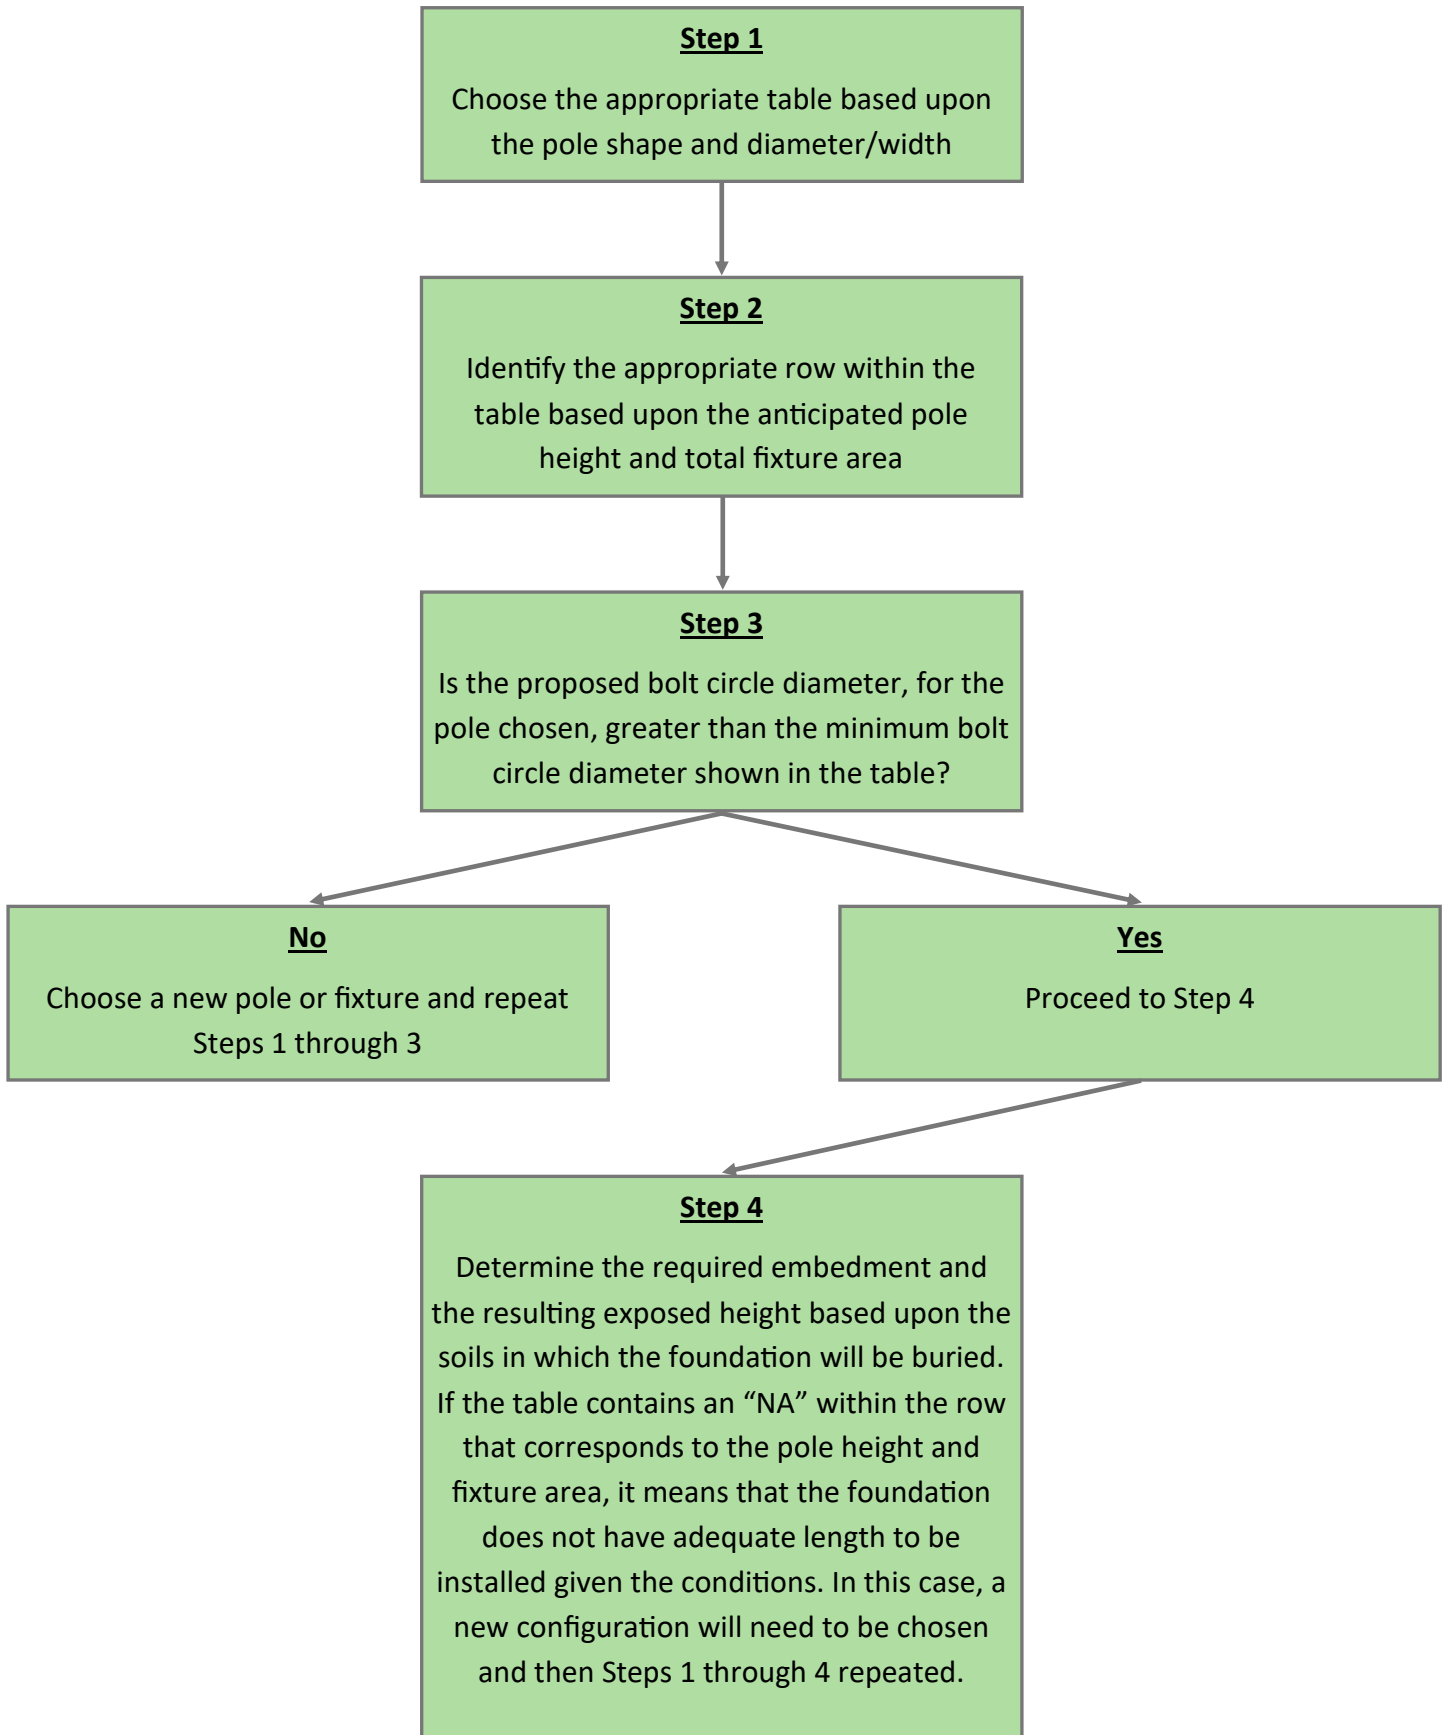 Step 1
Choose the appropriate table based upon
the pole shape and diameter/width
Step 2
Identify the appropriate row within the
table based upon the anticipated pole
height and total fixture area
Step 3
Is the proposed bolt circle diameter, for the
pole chosen, greater than the minimum bolt
circle diameter shown in the table?
No
Choose a new pole or fixture and repeat
Steps 1 through 3
Yes
Proceed to Step 4
Step 4
Determine the required embedment and
the resulting exposed height based upon the
soils in which the foundation will be buried.
If the table contains an “NA” within the row
that corresponds to the pole height and
fixture area, it means that the foundation
does not have adequate length to be
installed given the conditions. In this case, a
new configuration will need to be chosen
and then Steps 1 through 4 repeated.